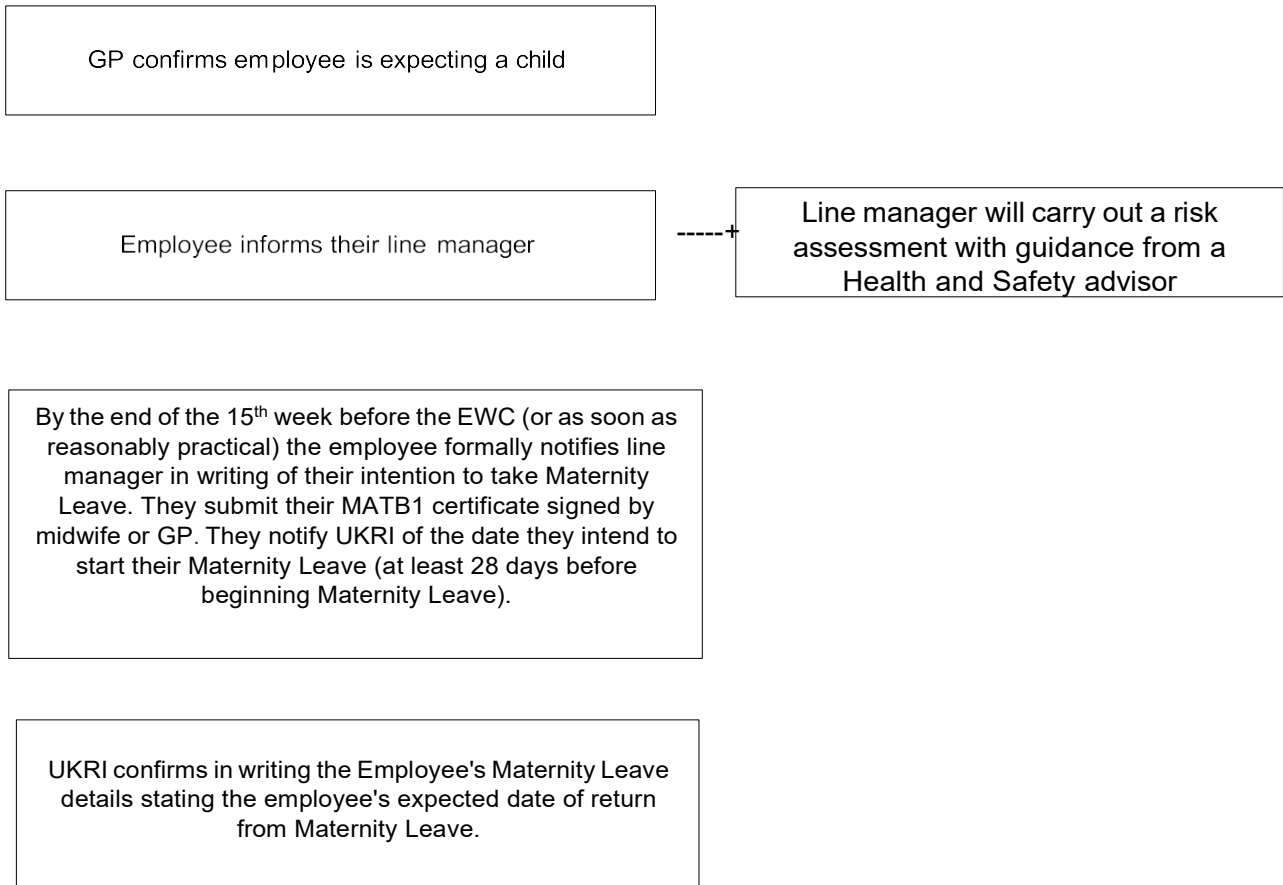 GP confirms employee is expecting a child
Employee informs their line manager
-----+
Line manager will carry out a risk
assessment with guidance from a
Health and Safety advisor
By the end of the 15th week before the EWC (or as soon as
reasonably practical) the employee formally notifies line
manager in writing of their intention to take Maternity
Leave. They submit their MATB1 certificate signed by
midwife or GP. They notify UKRI of the date they intend to
start their Maternity Leave (at least 28 days before
beginning Maternity Leave).
UKRI confirms in writing the Employee's Maternity Leave
details stating the employee's expected date of return
from Maternity Leave.